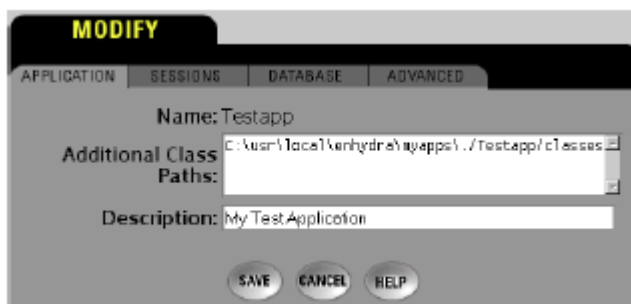 MODIFY
APPLICATION SESSIONS DATABASE ADVANCED
Name: Testapp
Additional Class Paths: C:\usr\local\enhydra\myapps\./Testapp/classes
Description: My Test Application
SAVE CANCEL HELP